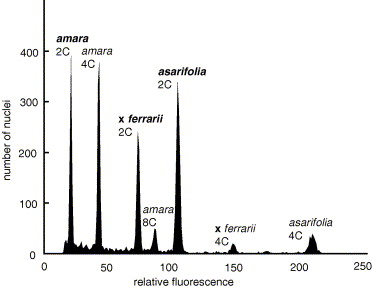 amara
2C
amara
4C
asarifolia
2C
x ferrarii
2C
amara
8C
x ferrarii
4C
asarifolia
4C
number of nuclei
400
300
200
100
0
0 50 100 150 200 250
relative fluorescence